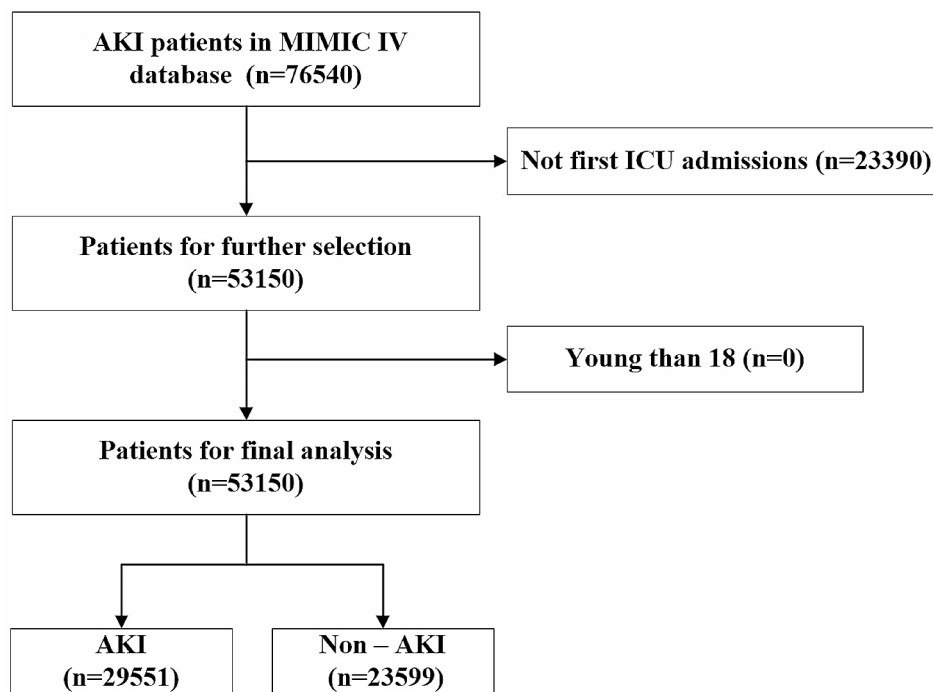 AKI patients in MIMIC IV
database (n=76540)
Not first ICU admissions (n=23390)
Patients for further selection
(n=53150)
Young than 18 (n=0)
Patients for final analysis
(n=53150)
AKI
(n=29551)
Non – AKI
(n=23599)